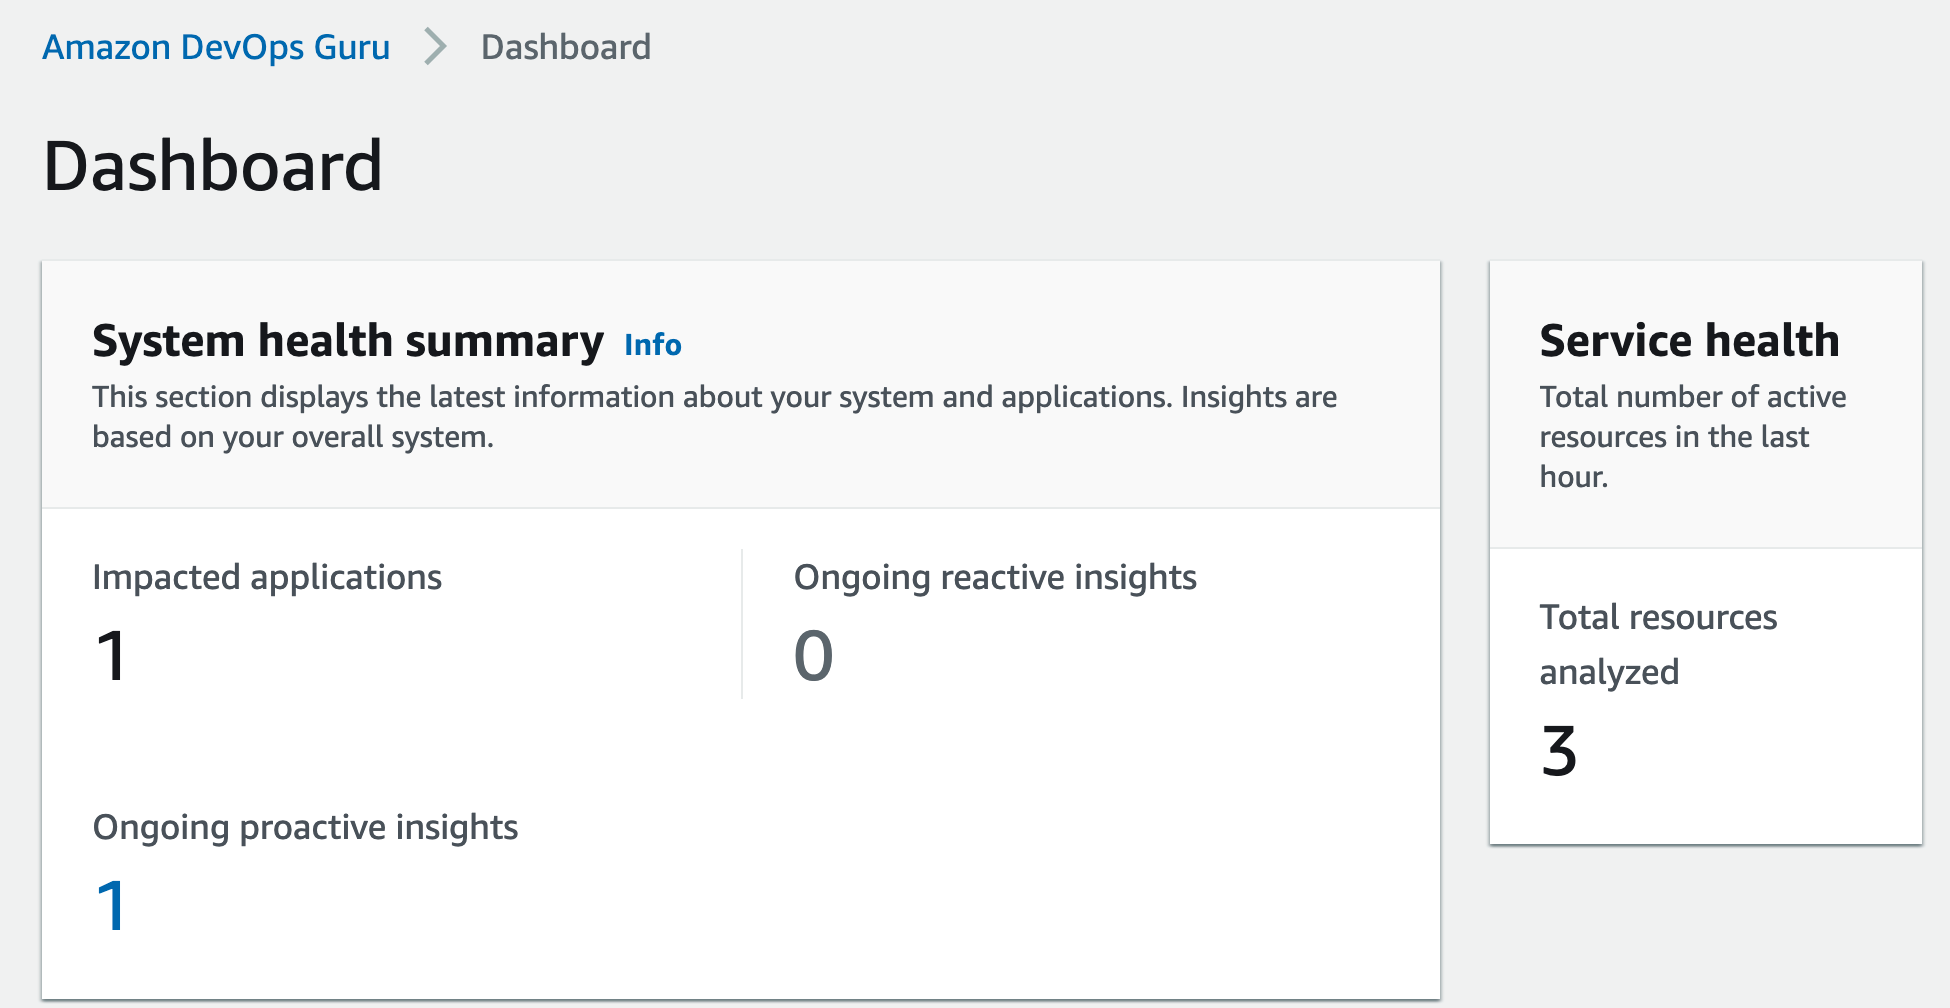 Amazon DevOps Guru > Dashboard
Dashboard
System health summary Info
This section displays the latest information about your system and applications. Insights are
based on your overall system.
Impacted applications
1
Ongoing reactive insights
0
Ongoing proactive insights
1
Service health
Total number of active
resources in the last
hour.
Total resources
analyzed
3